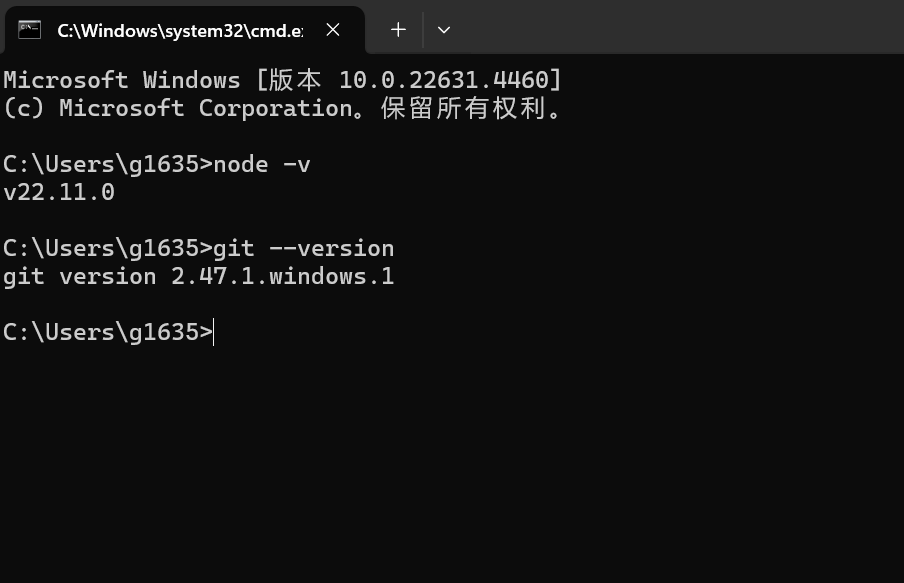 C:\Windows\system32\cmd.e
Microsoft Windows [版本 10.0.22631.4460]
(c) Microsoft Corporation。保留所有权利。
C:\Users\g1635>node -v
v22.11.0
C:\Users\g1635>git --version
git version 2.47.1.windows.1
C:\Users\g1635>